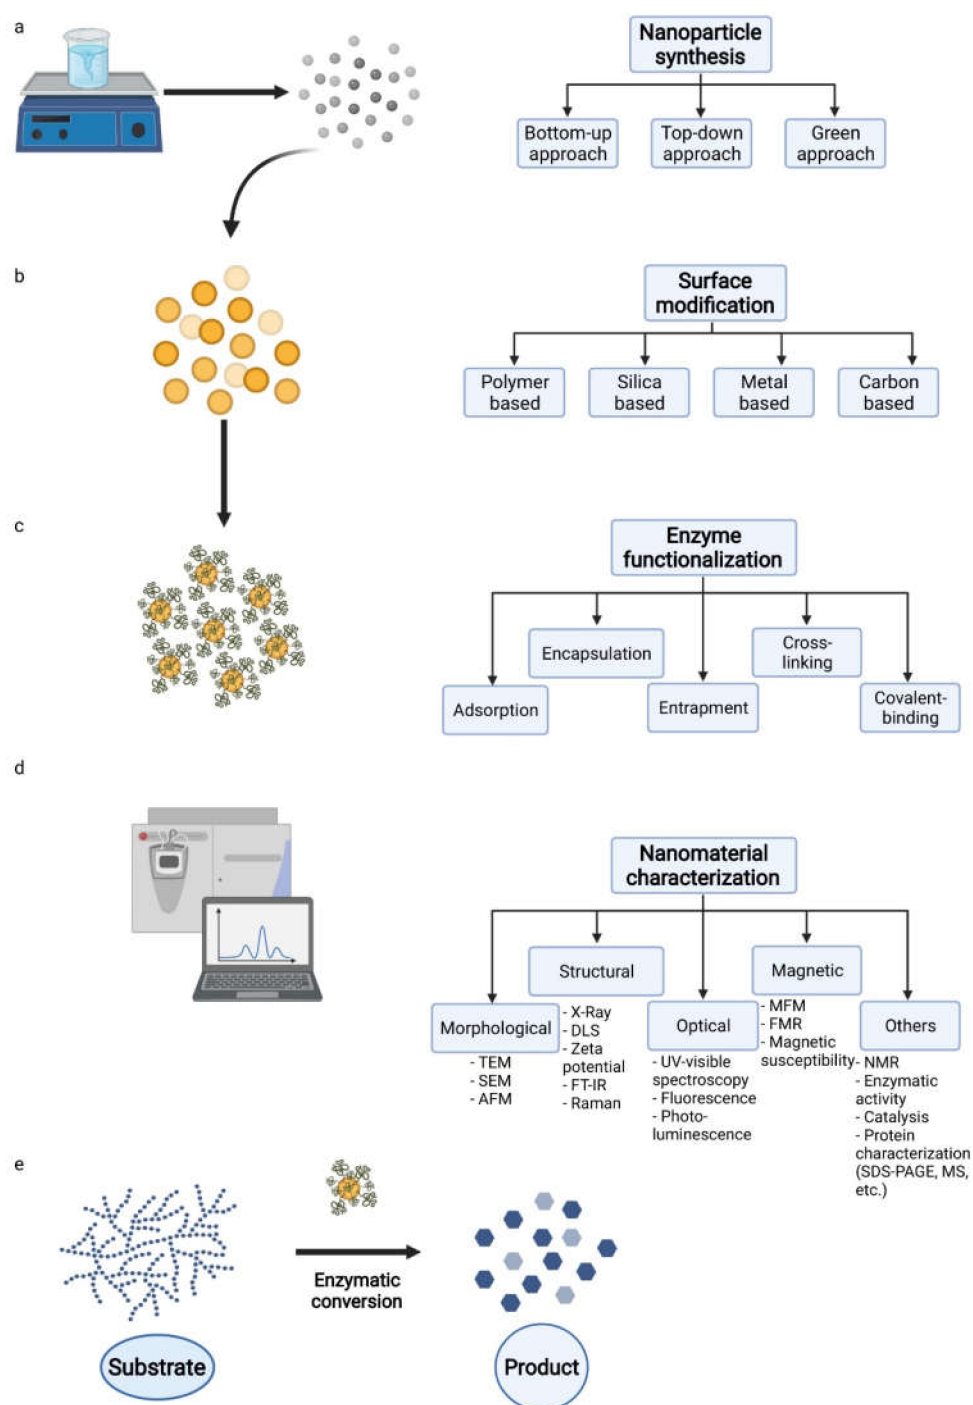 a
Nanoparticle
synthesis
Bottom-up
approach
Top-down
approach
Green
approach
b
Surface
modification
Polymer
based
Silica
based
Metal
based
Carbon
based
c
Enzyme
functionalization
Adsorption
Encapsulation
Entrapment
Cross-
linking
Covalent-
binding
d
Nanomaterial
characterization
Morphological
- TEM
- SEM
- AFM
Structural
- X-Ray
- DLS
- Zeta
potential
- FT-IR
- Raman
Optical
- UV-visible
spectroscopy
- Fluorescence
- Photo-
luminescence
Magnetic
- MFM
- FMR
- Magnetic
susceptibility
Others
- NMR
- Enzymatic
activity
- Catalysis
- Protein
characterization
(SDS-PAGE, MS,
etc.)
e
Enzymatic
conversion
Substrate
Product